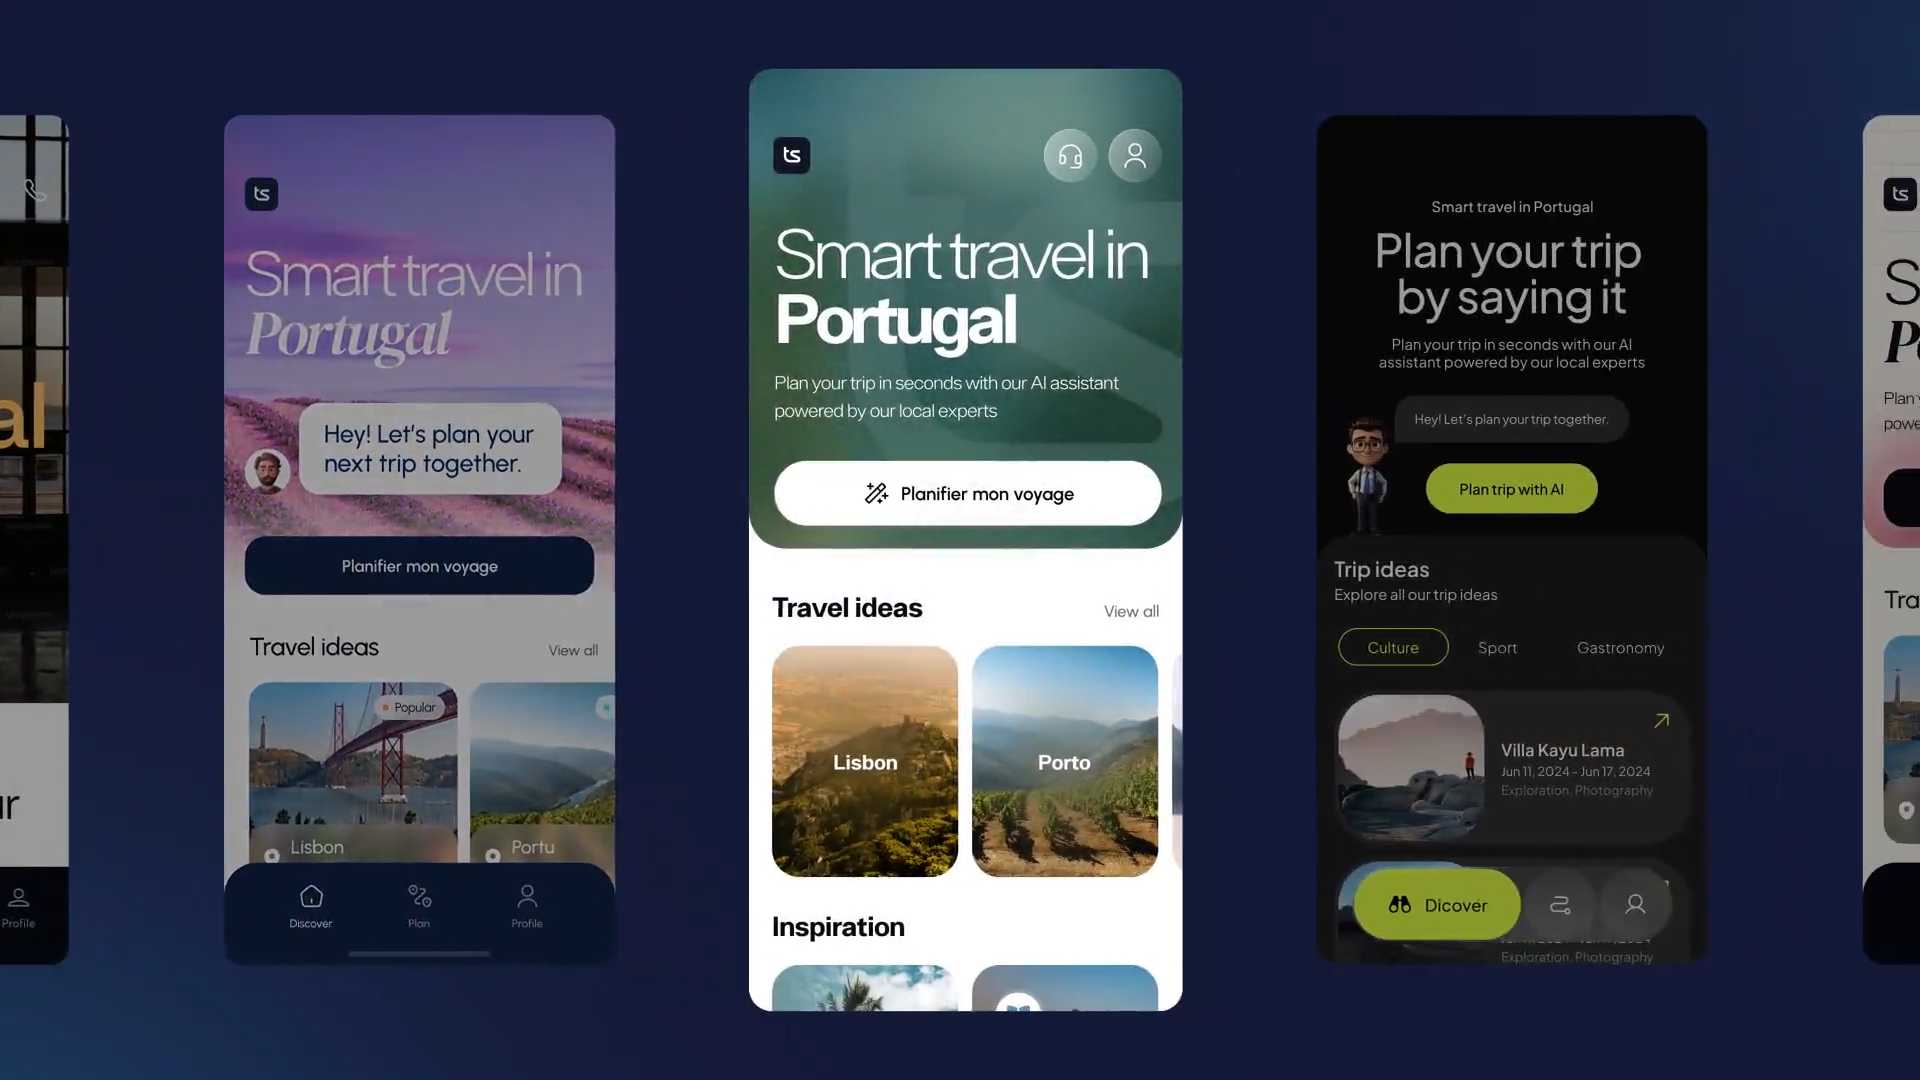 al
ur
Profile
ts
Smart travel in
Portugal
Hey! Let's plan your
next trip together.
Planifier mon voyage
Travel ideas
View all
Popular
Lisbon
Portu
Discover
Plan
Profile
ts
Smart travel in
Portugal
Plan your trip in seconds with our AI assistant
powered by our local experts
Planifier mon voyage
Travel ideas
View all
Lisbon
Porto
Inspiration
Smart travel in Portugal
Plan your trip
by saying it
Plan your trip in seconds with our AI
assistant powered by our local experts
Hey! Let's plan your trip together.
Plan trip with AI
Trip ideas
Explore all our trip ideas
Culture
Sport
Gastronomy
Villa Kayu Lama
Jun 11, 2024 - Jun 17, 2024
Exploration, Photography
Dicover
Exploration, Photography
ts
S
P
Plan
powe
Tra